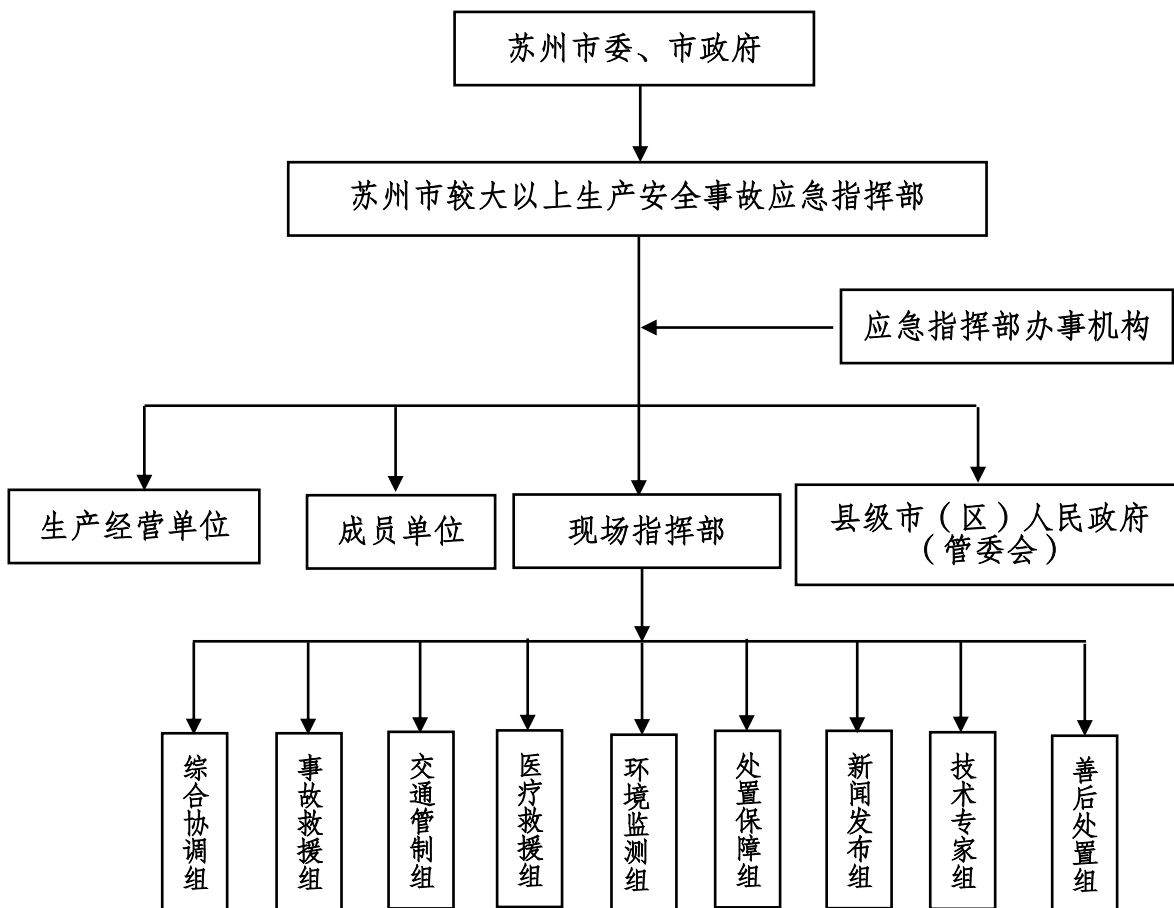 苏州市委、市政府
苏州市较大以上生产安全事故应急指挥部
应急指挥部办事机构
生产经营单位
成员单位
现场指挥部
县级市（区）人民政府
（管委会）
综合协调组
事故救援组
交通管制组
医疗救援组
环境监测组
处置保障组
新闻发布组
技术专家组
善后处置组